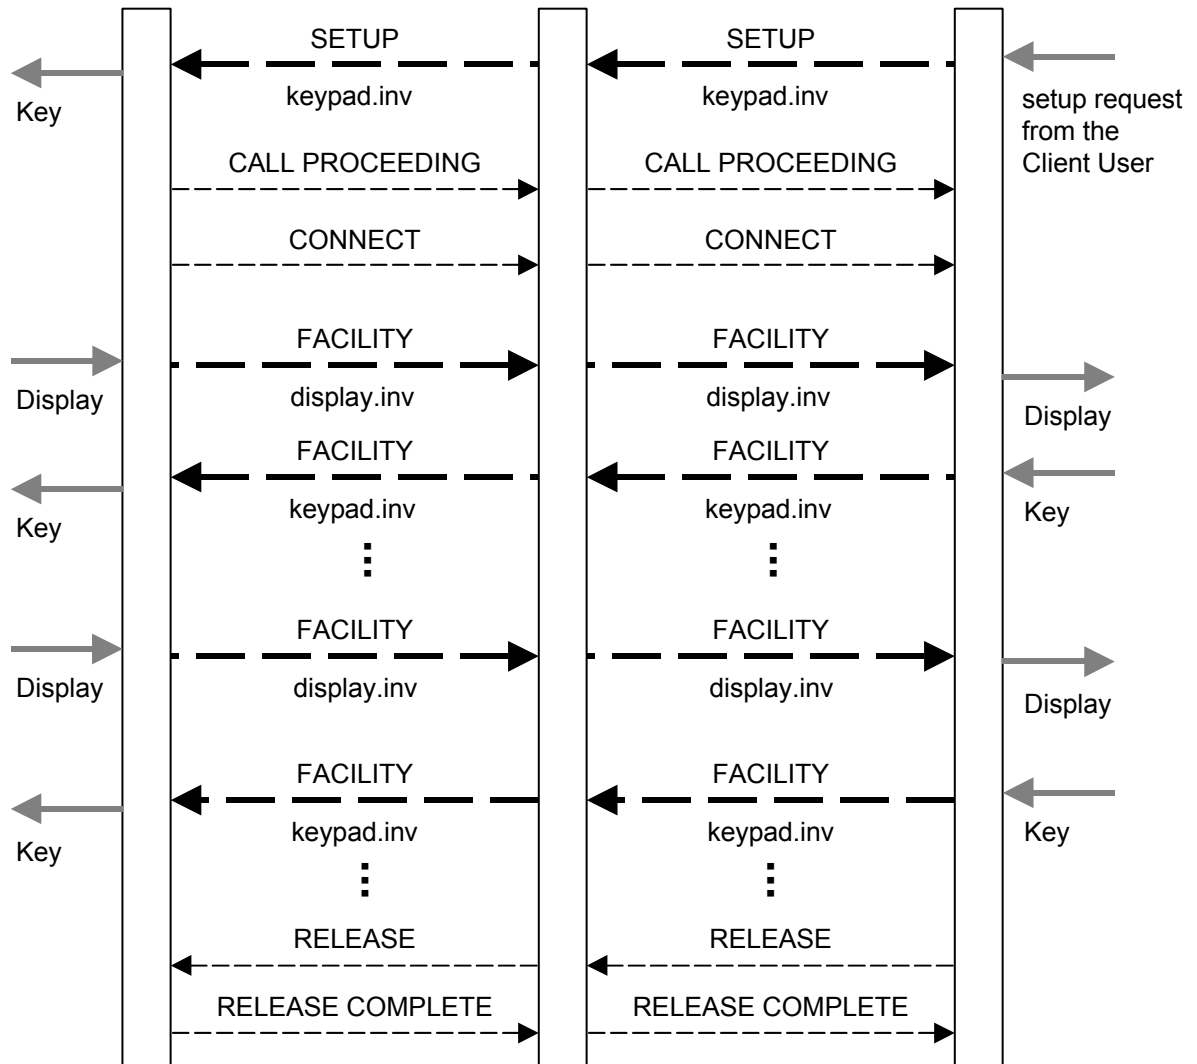 SETUP
SETUP
keypad.inv
keypad.inv
Key
setup request
from the
Client User
CALL PROCEEDING
CALL PROCEEDING
CONNECT
CONNECT
FACILITY
FACILITY
Display
display.inv
display.inv
Display
FACILITY
FACILITY
keypad.inv
keypad.inv
Key
Key
FACILITY
FACILITY
Display
display.inv
display.inv
Display
FACILITY
FACILITY
keypad.inv
keypad.inv
Key
Key
RELEASE
RELEASE
RELEASE COMPLETE
RELEASE COMPLETE